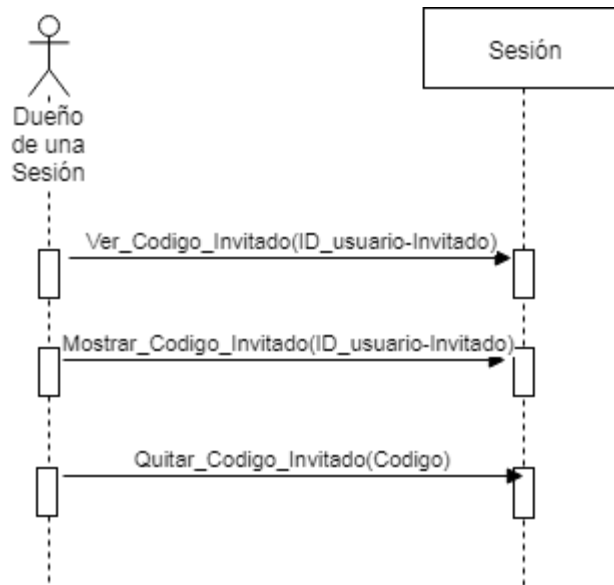 Sesión
Dueño
de una
Sesión
Ver_Codigo_Invitado(ID_usuario-Invitado)
Mostrar_Codigo_Invitado(ID_usuario-Invitado)
Quitar_Codigo_Invitado(Codigo)